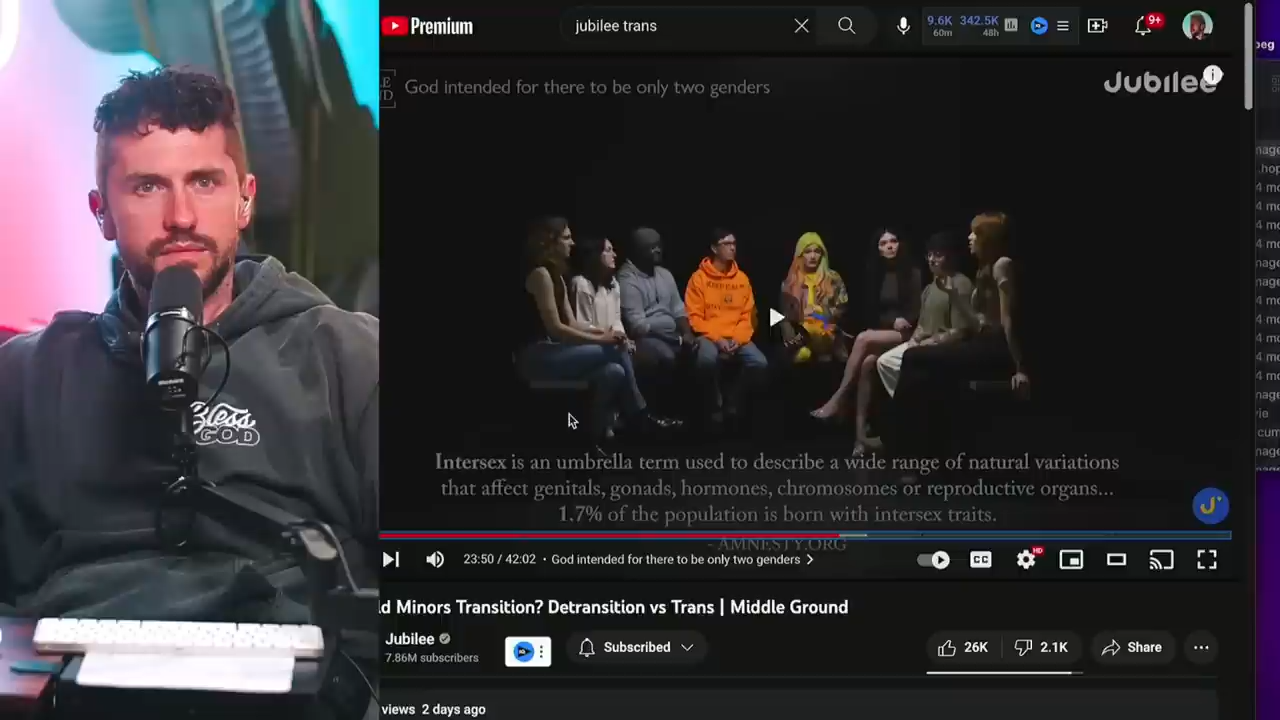 Premium
jubilee trans
9.6K
60m
342.5K
48h
9+
God intended for there to be only two genders
Jubilee
i
KEEP CALM
Bless
GOD
Intersex is an umbrella term used to describe a wide range of natural variations
that affect genitals, gonads, hormones, chromosomes or reproductive organs...
1.7% of the population is born with intersex traits.
- AMNESTY.ORG
J
23:50 / 42:02 · God intended for there to be only two genders
CC
HD
d Minors Transition? Detransition vs Trans | Middle Ground
Jubilee
7.86M subscribers
Subscribed
26K
2.1K
Share
views 2 days ago